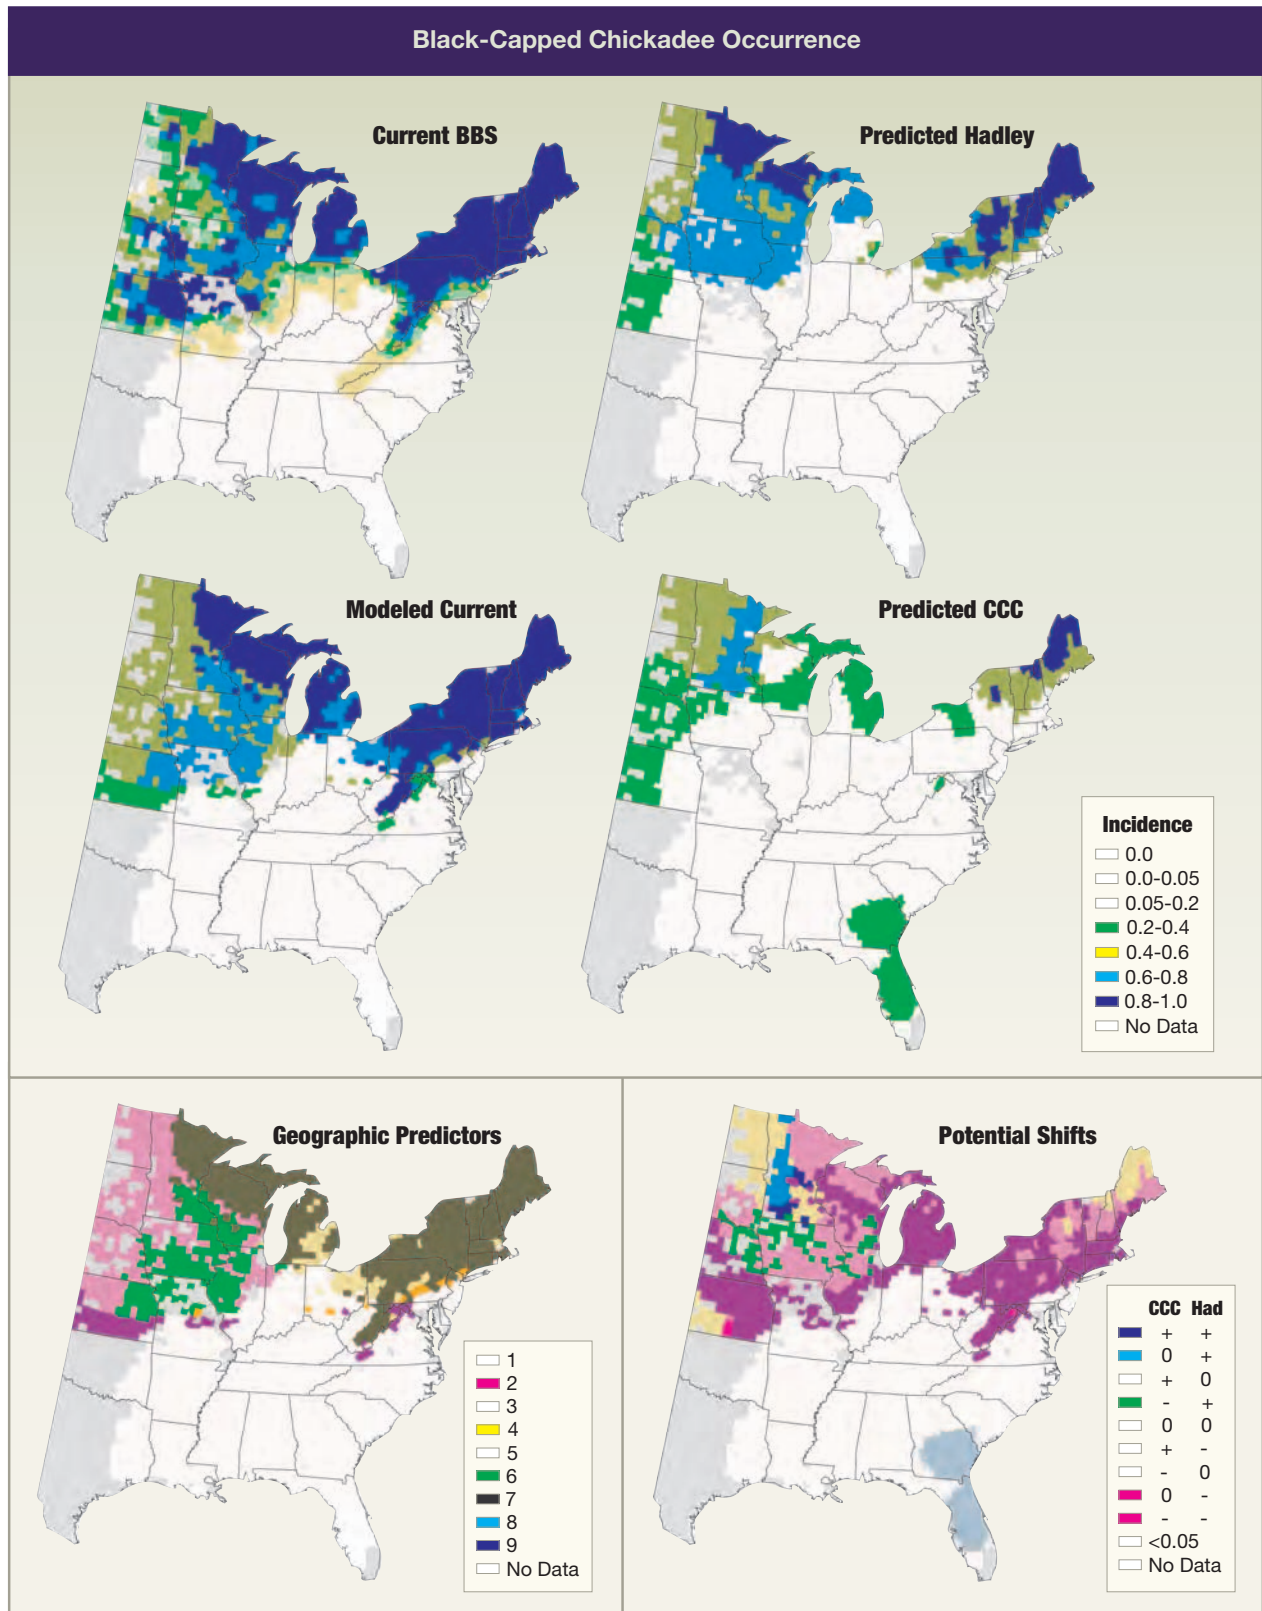 Black-Capped Chickadee Occurrence
Current BBS
Predicted Hadley
Modeled Current
Predicted CCC
Incidence
0.0
0.0-0.05
0.05-0.2
0.2-0.4
0.4-0.6
0.6-0.8
0.8-1.0
No Data
Geographic Predictors
1
2
3
4
5
6
7
8
9
No Data
Potential Shifts
CCC Had
+ +
0 +
+ 0
- +
0 0
+ -
- 0
0 -
- -
<0.05
No Data